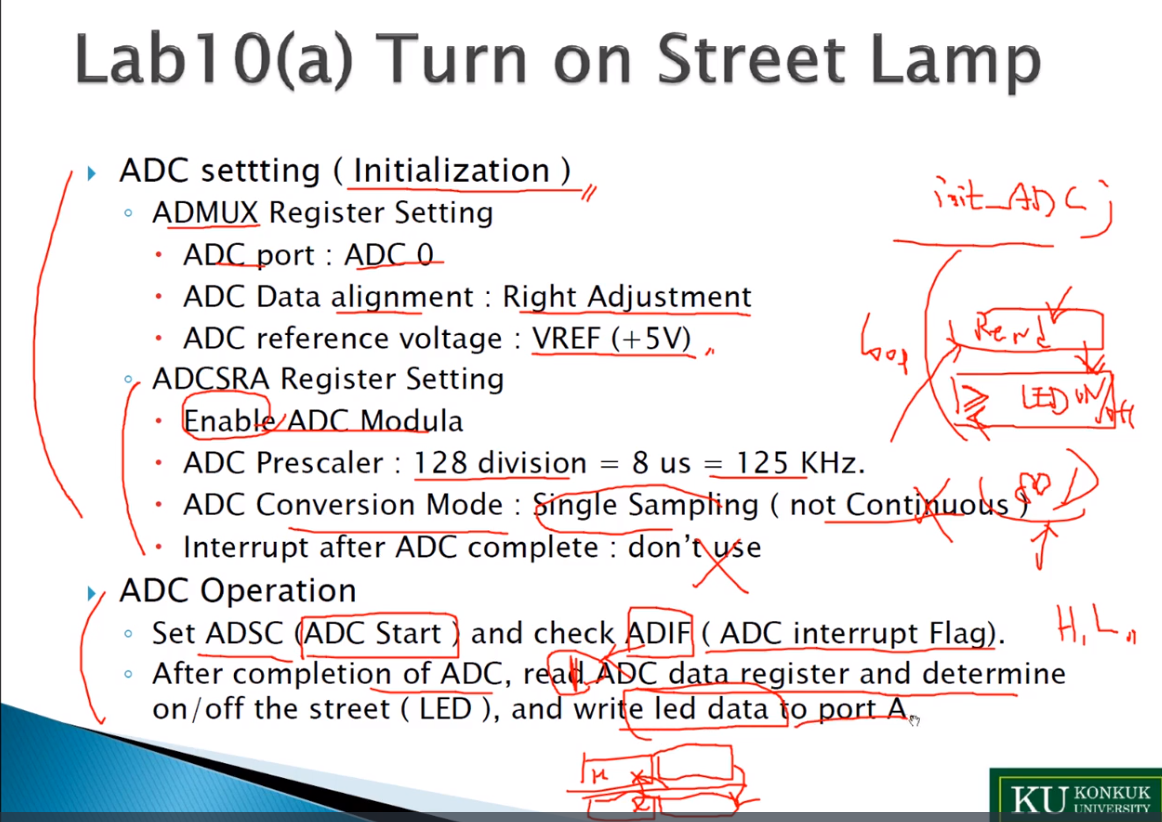 Lab10(a) Turn on Street Lamp
ADC settting ( Initialization )
init_ADC ;
ADMUX Register Setting
ADC port : ADC 0
ADC Data alignment : Right Adjustment
ADC reference voltage : VREF (+5V)
Read
Loop
ADCSRA Register Setting
LED on/off
Enable ADC Modula
ADC Prescaler : 128 division = 8 us = 125 KHz.
ADC Conversion Mode : Single Sampling ( not Continuous )
Interrupt after ADC complete : don't use
ADC Operation
Set ADSC (ADC Start ) and check ADIF ( ADC interrupt Flag).
H, L
After completion of ADC, read ADC data register and determine
on/off the street ( LED ), and write led data to port A.
H
KU KONKUK
UNIVERSITY